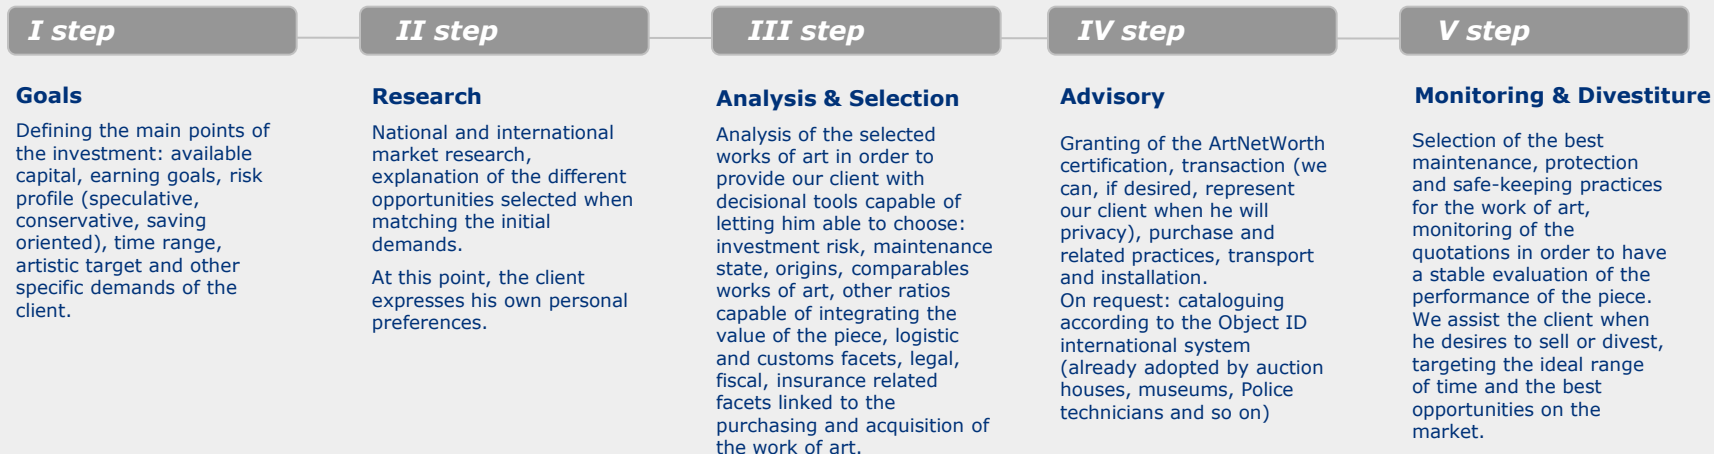 I step
Goals
Defining the main points of
the investment: available
capital, earning goals, risk
profile (speculative,
conservative, saving
oriented), time range,
artistic target and other
specific demands of the
client.
II step
Research
National and international
market research,
explanation of the different
opportunities selected when
matching the initial
demands.
At this point, the client
expresses his own personal
preferences.
III step
Analysis & Selection
Analysis of the selected
works of art in order to
provide our client with
decisional tools capable of
letting him able to choose:
investment risk, maintenance
state, origins, comparables
works of art, other ratios
capable of integrating the
value of the piece, logistic
and customs facets, legal,
fiscal, insurance related
facets linked to the
purchasing and acquisition of
the work of art.
IV step
Advisory
Granting of the ArtNetWorth
certification, transaction (we
can, if desired, represent
our client when he will
privacy), purchase and
related practices, transport
and installation.
On request: cataloguing
according to the Object ID
international system
(already adopted by auction
houses, museums, Police
technicians and so on)
V step
Monitoring & Divestiture
Selection of the best
maintenance, protection
and safe-keeping practices
for the work of art,
monitoring of the
quotations in order to have
a stable evaluation of the
performance of the piece.
We assist the client when
he desires to sell or divest,
targeting the ideal range
of time and the best
opportunities on the
market.